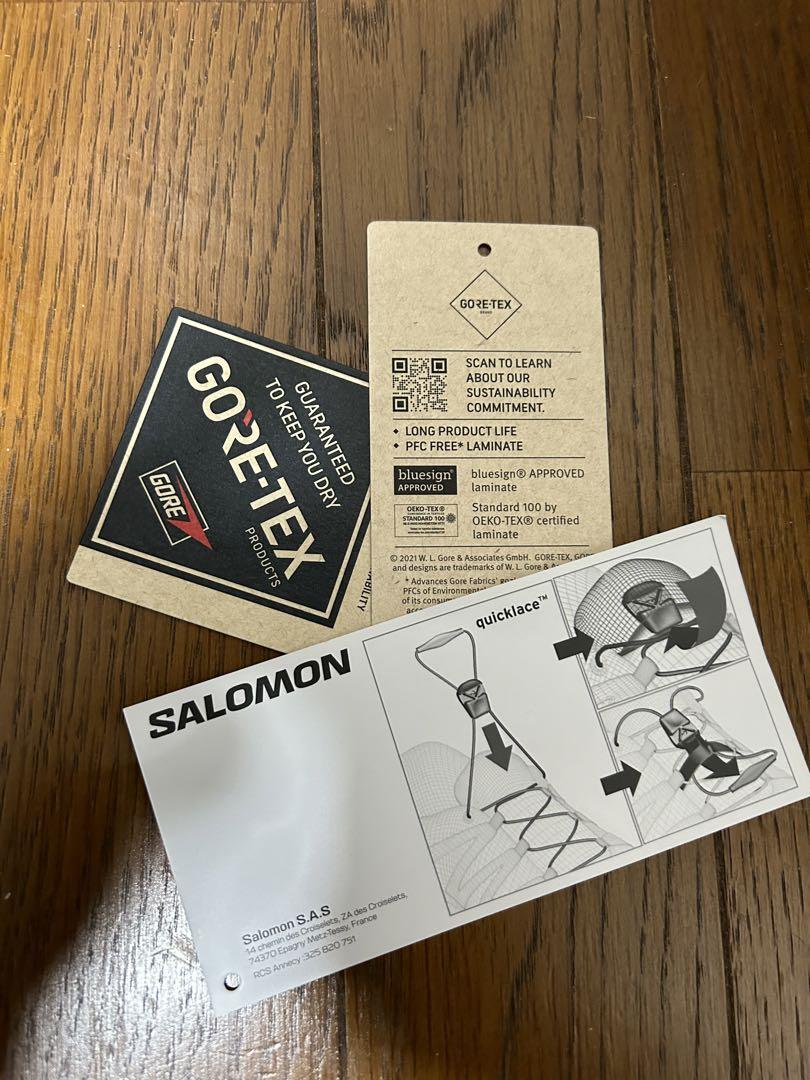 GUARANTEED
TO KEEP YOU DRY
GORE-TEX
PRODUCTS
GORE
GORE-TEX
BRAND
SCAN TO LEARN
ABOUT OUR
SUSTAINABILITY
COMMITMENT.
• LONG PRODUCT LIFE
• PFC FREE* LAMINATE
bluesign®
APPROVED
bluesign® APPROVED
laminate
OEKO-TEX®
STANDARD 100
Standard 100 by
OEKO-TEX® certified
laminate
© 2021 W. L. Gore & Associates GmbH. GORE-TEX,
and designs are trademarks of W. L. Gore &
* Advances Gore Fabrics'
PFCs of
of its
SALOMON
quicklace™
Salomon S.A.S
14 chemin des Croiselets, ZA des Croiselets,
74370 Epagny Metz-Tessy, France
RCS Annecy :325 820 751